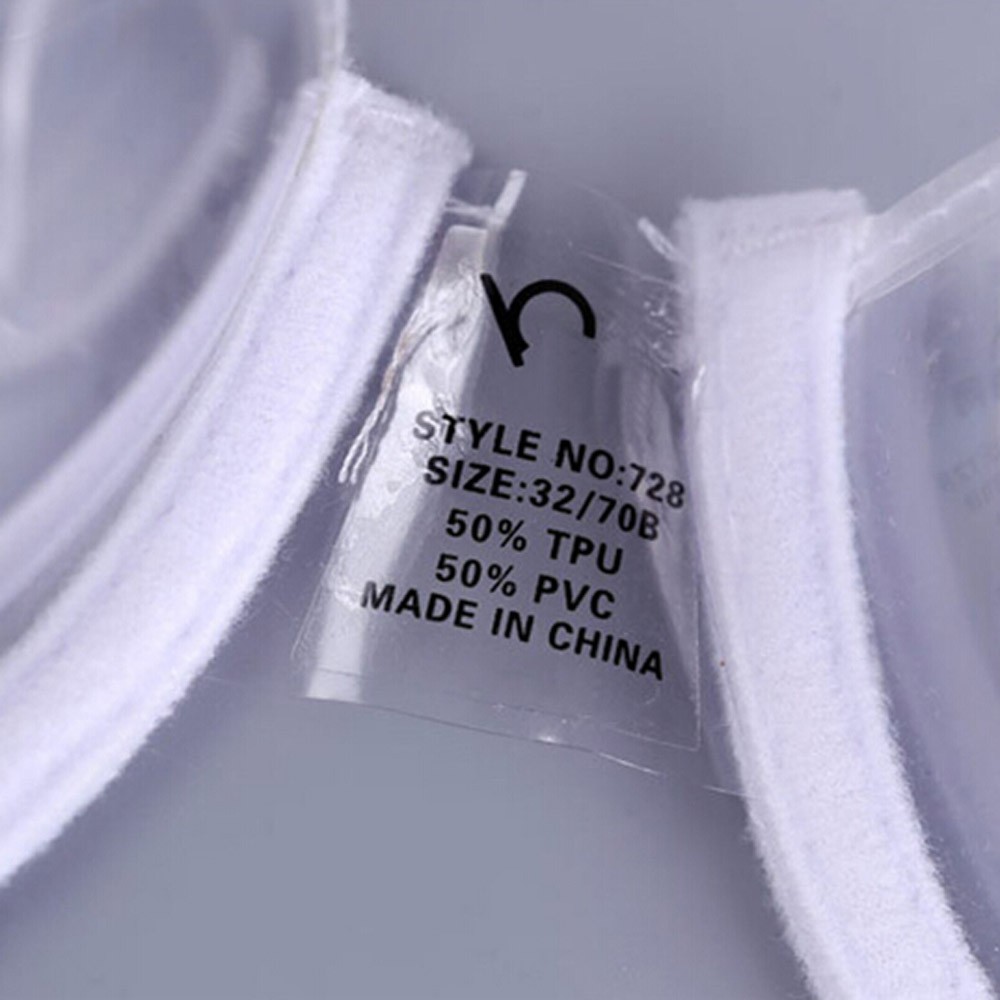 STYLE NO:728
SIZE:32/70B
50% TPU
50% PVC
MADE IN CHINA